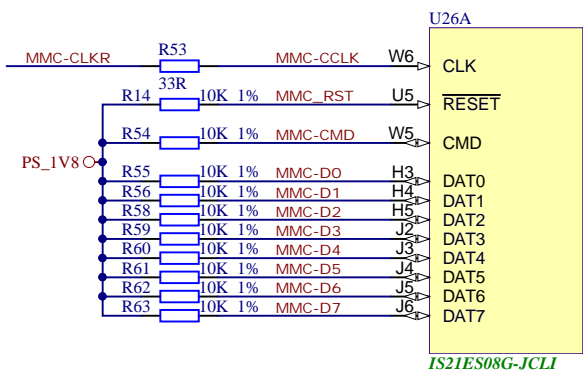 U26A
MMC-CLKR R53 MMC-CCLK W6 CLK
33R
R14 10K 1% MMC_RST U5 RESET
R54 10K 1% MMC-CMD W5 CMD
PS_1V8
R55 10K 1% MMC-D0 H3 DAT0
R56 10K 1% MMC-D1 H4 DAT1
R58 10K 1% MMC-D2 H5 DAT2
R59 10K 1% MMC-D3 J2 DAT3
R60 10K 1% MMC-D4 J3 DAT4
R61 10K 1% MMC-D5 J4 DAT5
R62 10K 1% MMC-D6 J5 DAT6
R63 10K 1% MMC-D7 J6 DAT7
IS21ES08G-JCLI